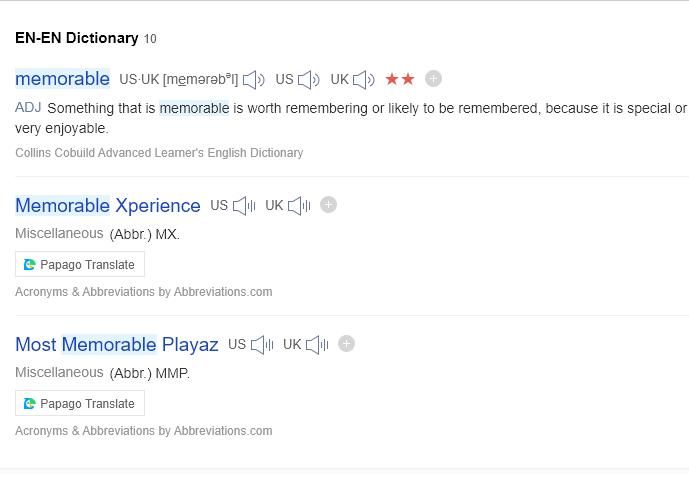 EN-EN Dictionary 10
memorable US·UK [memərəbᵊl] US UK ★★
ADJ Something that is memorable is worth remembering or likely to be remembered, because it is special or
very enjoyable.
Collins Cobuild Advanced Learner's English Dictionary
Memorable Xperience US UK
Miscellaneous (Abbr.) MX.
Papago Translate
Acronyms & Abbreviations by Abbreviations.com
Most Memorable Playaz US UK
Miscellaneous (Abbr.) MMP.
Papago Translate
Acronyms & Abbreviations by Abbreviations.com